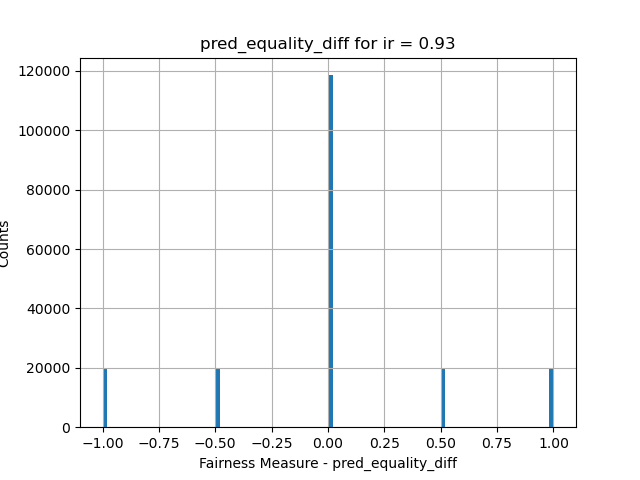 pred_equality_diff for ir = 0.93
120000
100000
80000
60000
40000
20000
0
Counts
−1.00 −0.75 −0.50 −0.25 0.00 0.25 0.50 0.75 1.00
Fairness Measure - pred_equality_diff